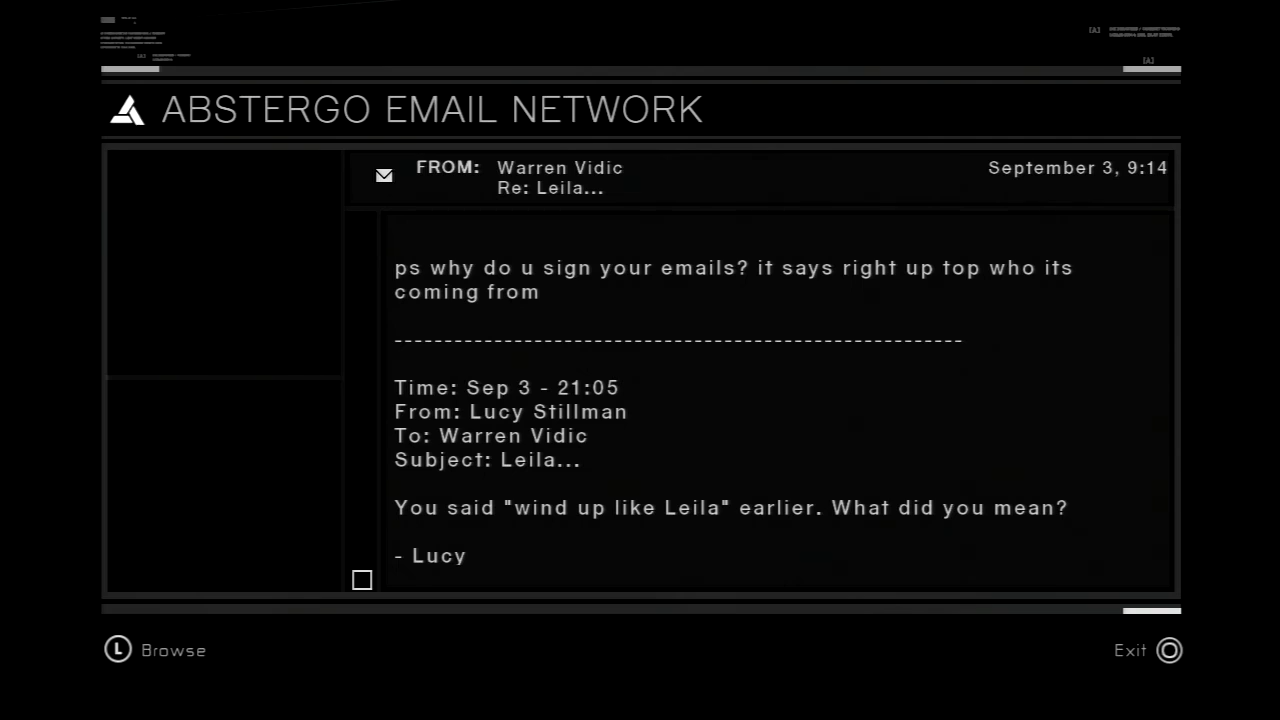 ABSTERGO EMAIL NETWORK
FROM: Warren Vidic September 3, 9:14
Re: Leila...
ps why do u sign your emails? it says right up top who its
coming from
---------------------------------------------------------
Time: Sep 3 - 21:05
From: Lucy Stillman
To: Warren Vidic
Subject: Leila...
You said "wind up like Leila" earlier. What did you mean?
- Lucy
L Browse
Exit